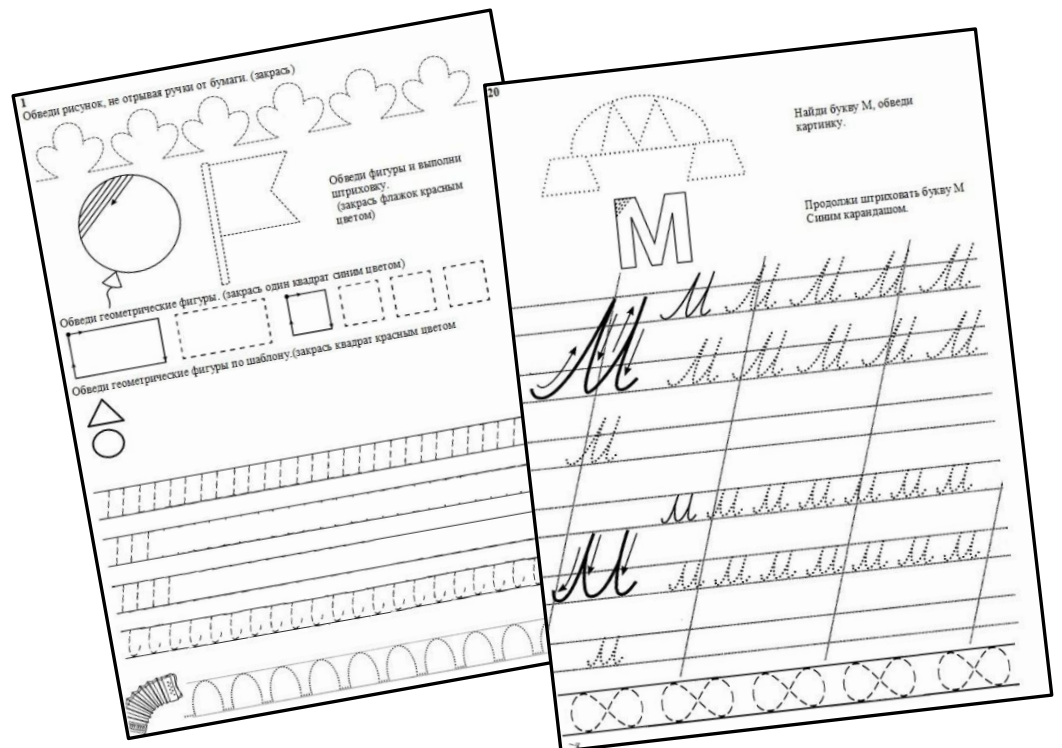 1
Обведи рисунок, не отрывая ручки от бумаги. (закрась)
Обведи фигуры и выполни
штриховку.
(закрась флажок красным
цветом)
Обведи геометрические фигуры. (закрась один квадрат синим цветом)
Обведи геометрические фигуры по шаблону.(закрась квадрат красным цветом
20
Найди букву М, обведи
картинку.
Продолжи штриховать букву М
Синим карандашом.
М
М М М М М М
М М М М М М
М
м м м м м м м
м м м м м м м м
м